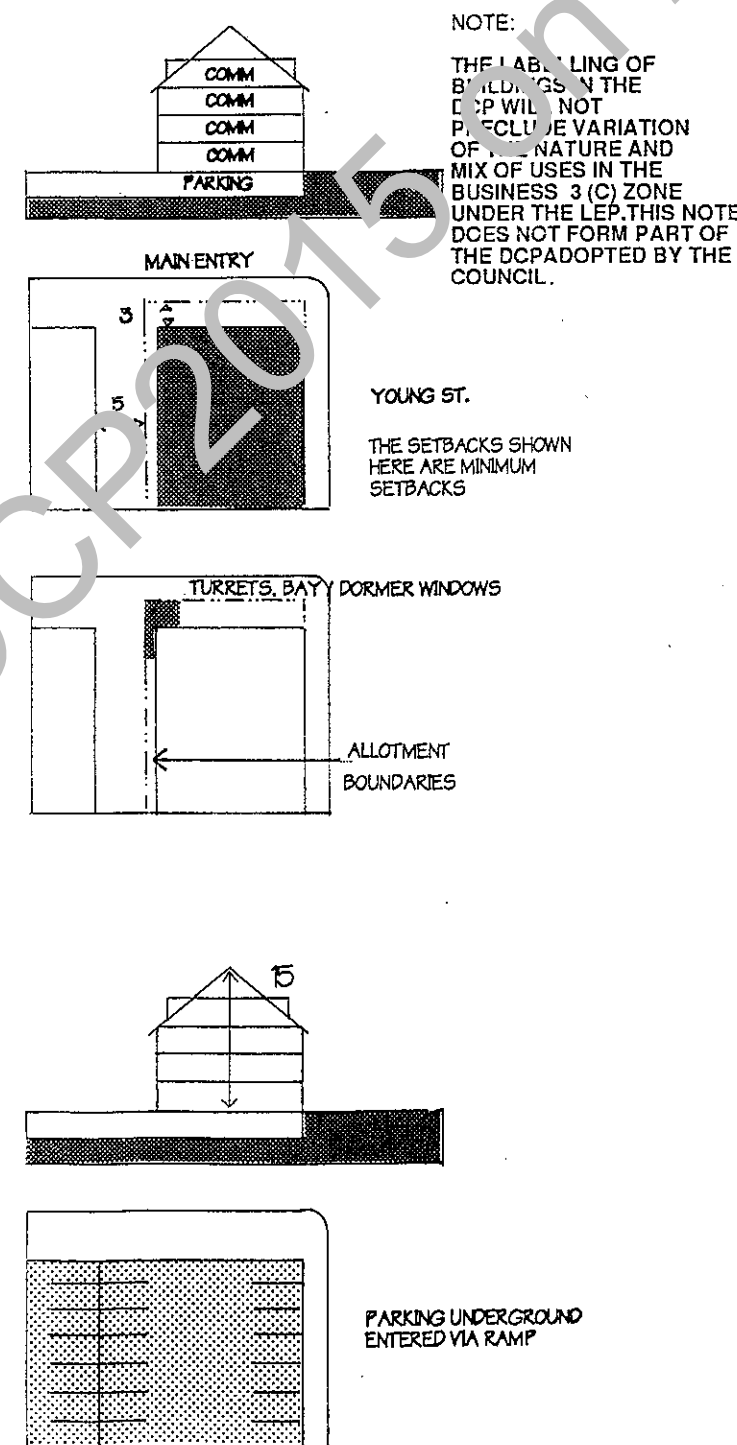 NOTE:
THE LABELLING OF
BUILDINGS IN THE
DCP WILL NOT
PRECLUDE VARIATION
OF THE NATURE AND
MIX OF USES IN THE
BUSINESS 3 (C) ZONE
UNDER THE LEP.THIS NOTE
DOES NOT FORM PART OF
THE DCPADOPTED BY THE
COUNCIL.
COMM
COMM
COMM
COMM
PARKING
MAIN ENTRY
3
5
YOUNG ST.
THE SETBACKS SHOWN
HERE ARE MINIMUM
SETBACKS
TURRETS, BAY Y DORMER WINDOWS
ALLOTMENT
BOUNDARIES
15
PARKING UNDERGROUND
ENTERED VIA RAMP
DCP2015 on